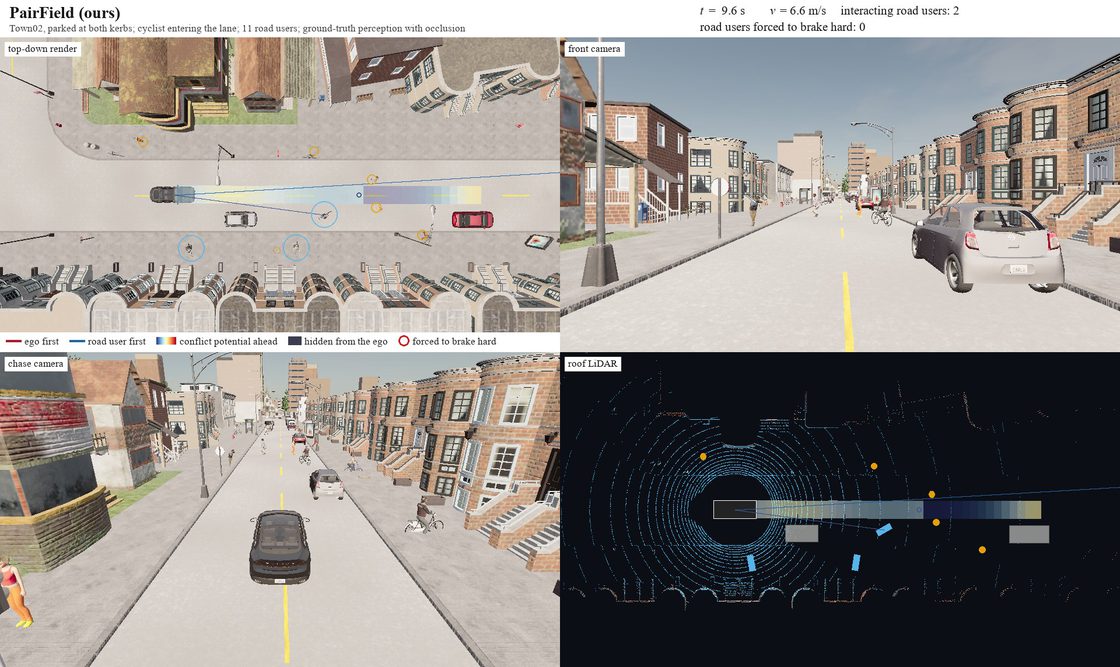 PairField (ours)
Town02, parked at both kerbs; cyclist entering the lane; 11 road users; ground-truth perception with occlusion
t = 9.6 s v = 6.6 m/s interacting road users: 2
road users forced to brake hard: 0
top-down render
front camera
ego first road user first conflict potential ahead hidden from the ego forced to brake hard
chase camera
roof LiDAR